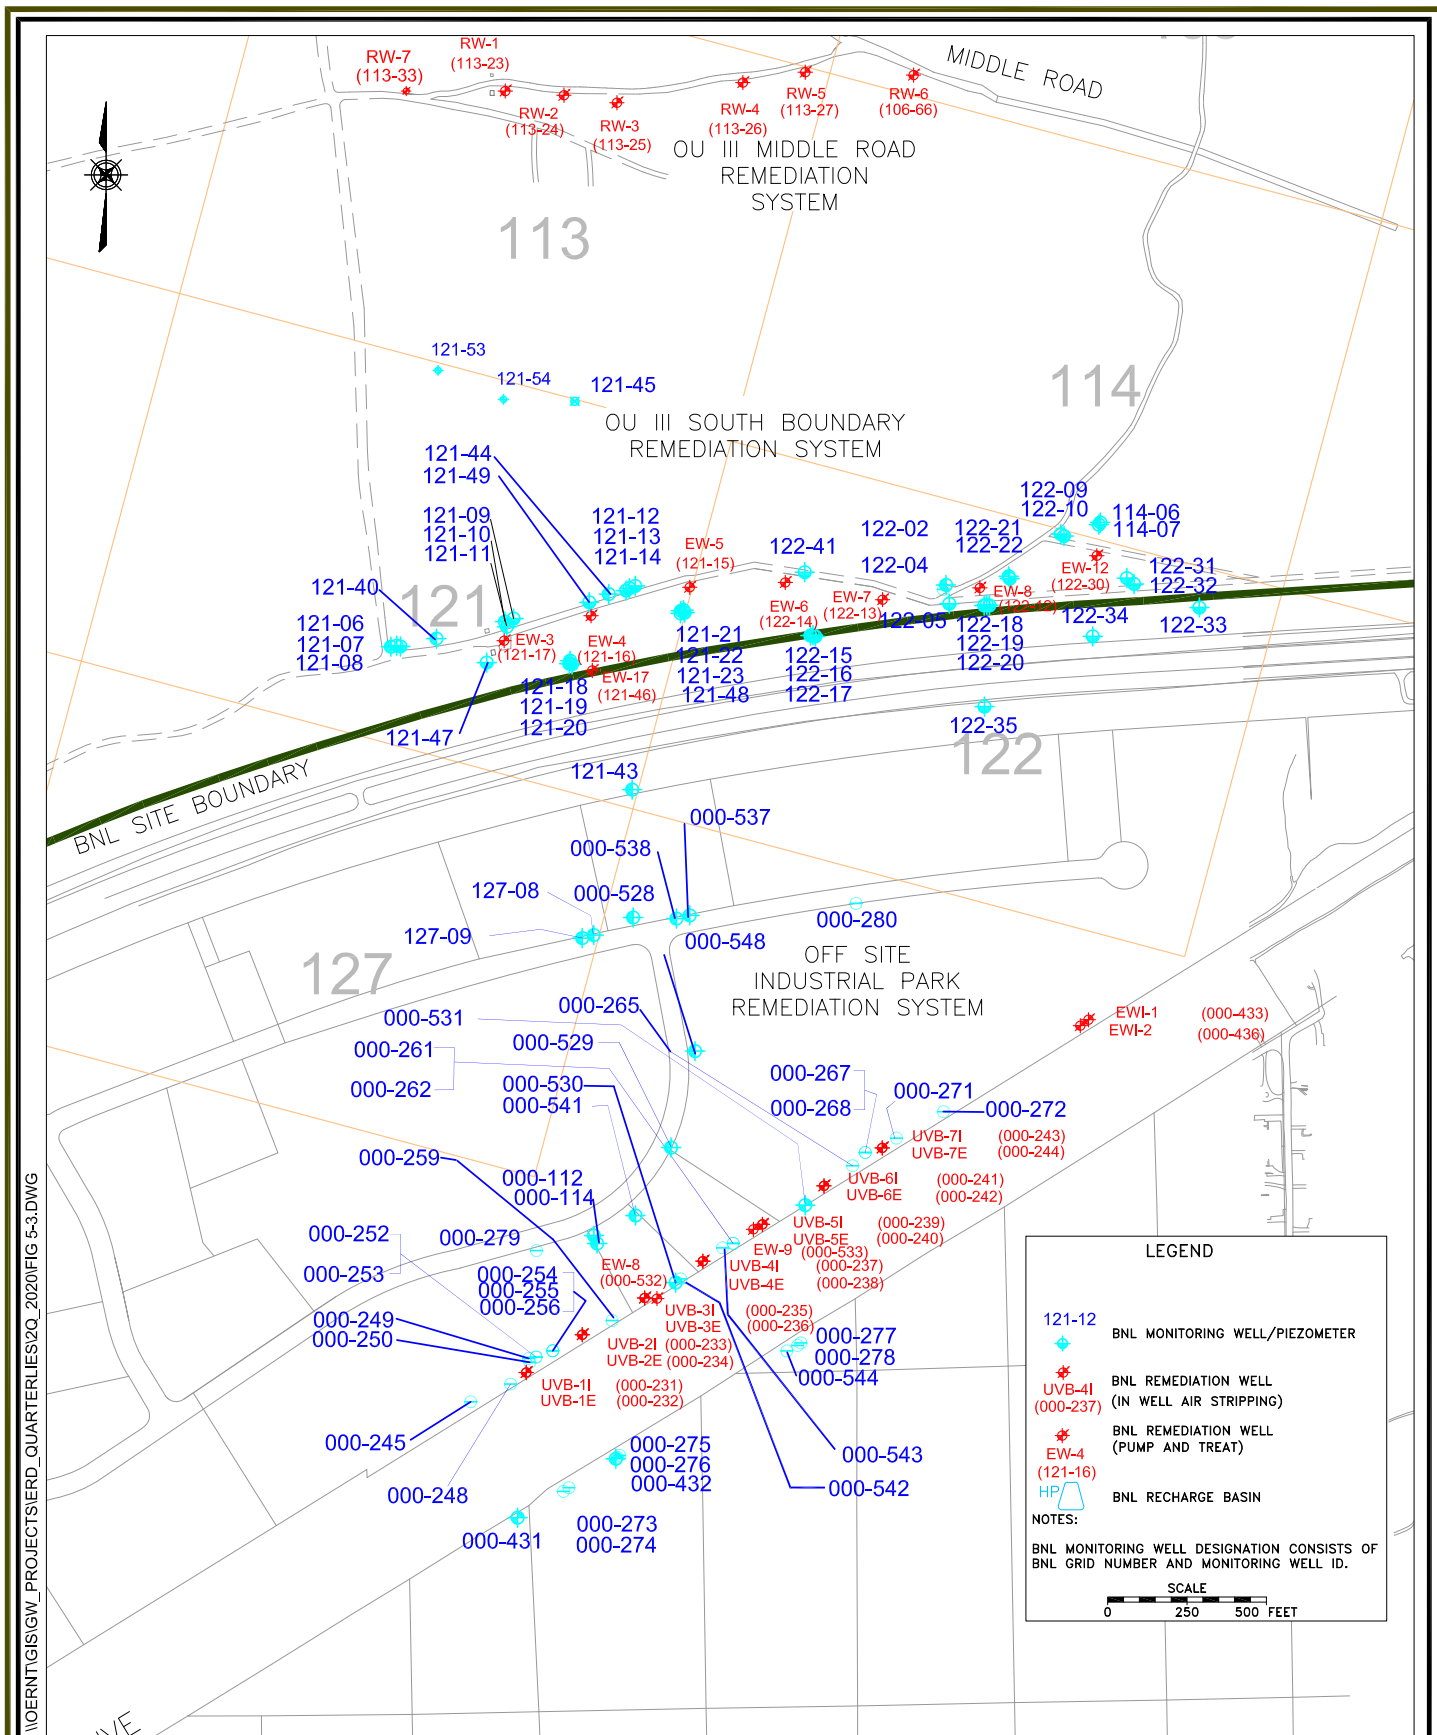 RW-1
(113-23)
RW-7
(113-33)
RW-2
(113-24)
RW-3
(113-25)
RW-4
(113-26)
RW-5
(113-27)
RW-6
(106-66)
MIDDLE ROAD
OU III MIDDLE ROAD
REMEDIATION
SYSTEM
113
114
121-53
121-54
121-45
OU III SOUTH BOUNDARY
REMEDIATION SYSTEM
121-44
121-49
121-09
121-10
121-11
121-12
121-13
121-14
EW-5
(121-15)
122-41
122-02
122-04
122-21
122-22
122-09
122-10
114-06
114-07
EW-12
(122-30)
122-31
122-32
121-40
121
121-06
121-07
121-08
EW-3
(121-17)
EW-4
(121-16)
EW-17
(121-46)
EW-6
(122-14)
EW-7
(122-13)
EW-8
(122-12)
122-05
122-34
122-33
121-18
121-19
121-20
121-21
121-22
121-23
121-48
122-15
122-16
122-17
122-18
122-19
122-20
121-47
122-35
122
BNL SITE BOUNDARY
121-43
000-537
000-538
127-08
000-528
000-280
127-09
000-548
127
OFF SITE
INDUSTRIAL PARK
REMEDIATION SYSTEM
000-265
000-531
000-529
000-261
000-262
000-530
000-541
000-267
000-268
000-271
000-272
EWI-1 (000-433)
EWI-2 (000-436)
UVB-7I (000-243)
UVB-7E (000-244)
000-259
000-112
000-114
UVB-6I (000-241)
UVB-6E (000-242)
000-252
000-253
000-279
UVB-5I (000-239)
UVB-5E (000-240)
EW-9 (000-533)
UVB-4I (000-237)
UVB-4E (000-238)
EW-8
(000-532)
000-254
000-255
000-256
000-249
000-250
UVB-3I (000-235)
UVB-3E (000-236)
UVB-2I (000-233)
UVB-2E (000-234)
000-277
000-278
000-544
UVB-1I (000-231)
UVB-1E (000-232)
000-245
000-248
000-275
000-276
000-432
000-543
000-542
000-431
000-273
000-274
LEGEND
121-12
BNL MONITORING WELL/PIEZOMETER
UVB-4I
(000-237)
BNL REMEDIATION WELL
(IN WELL AIR STRIPPING)
EW-4
(121-16)
BNL REMEDIATION WELL
(PUMP AND TREAT)
HP
BNL RECHARGE BASIN
NOTES:
BNL MONITORING WELL DESIGNATION CONSISTS OF
BNL GRID NUMBER AND MONITORING WELL ID.
SCALE
0 250 500 FEET
\\OERNT\GIS\GW_PROJECTS\ERD_QUARTERLIES\2Q_2020\FIG 5-3.DWG